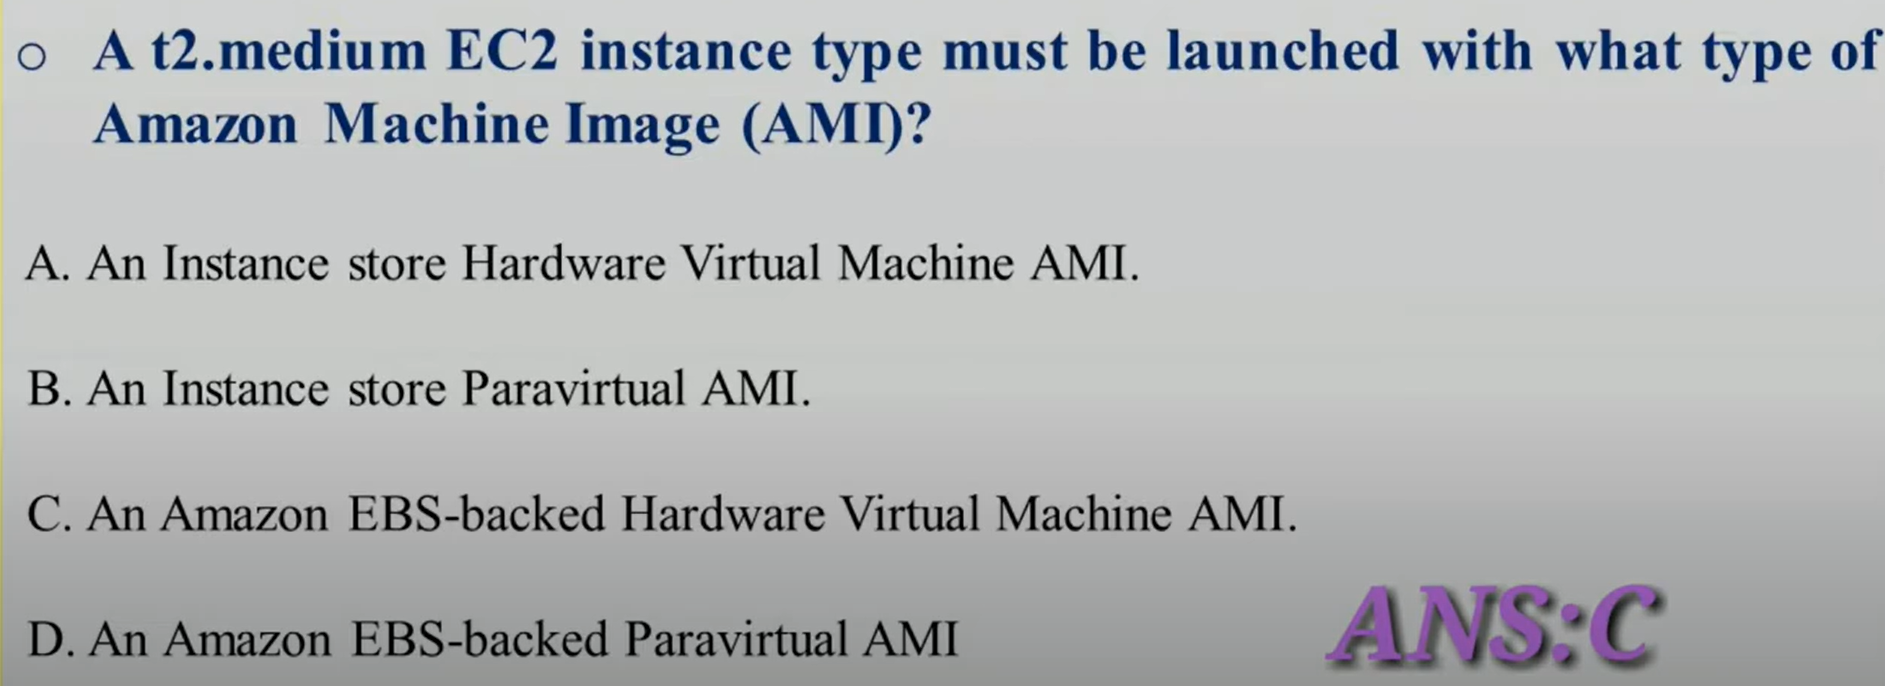 ○ A t2.medium EC2 instance type must be launched with what type of
Amazon Machine Image (AMI)?
A. An Instance store Hardware Virtual Machine AMI.
B. An Instance store Paravirtual AMI.
C. An Amazon EBS-backed Hardware Virtual Machine AMI.
D. An Amazon EBS-backed Paravirtual AMI
ANS:C